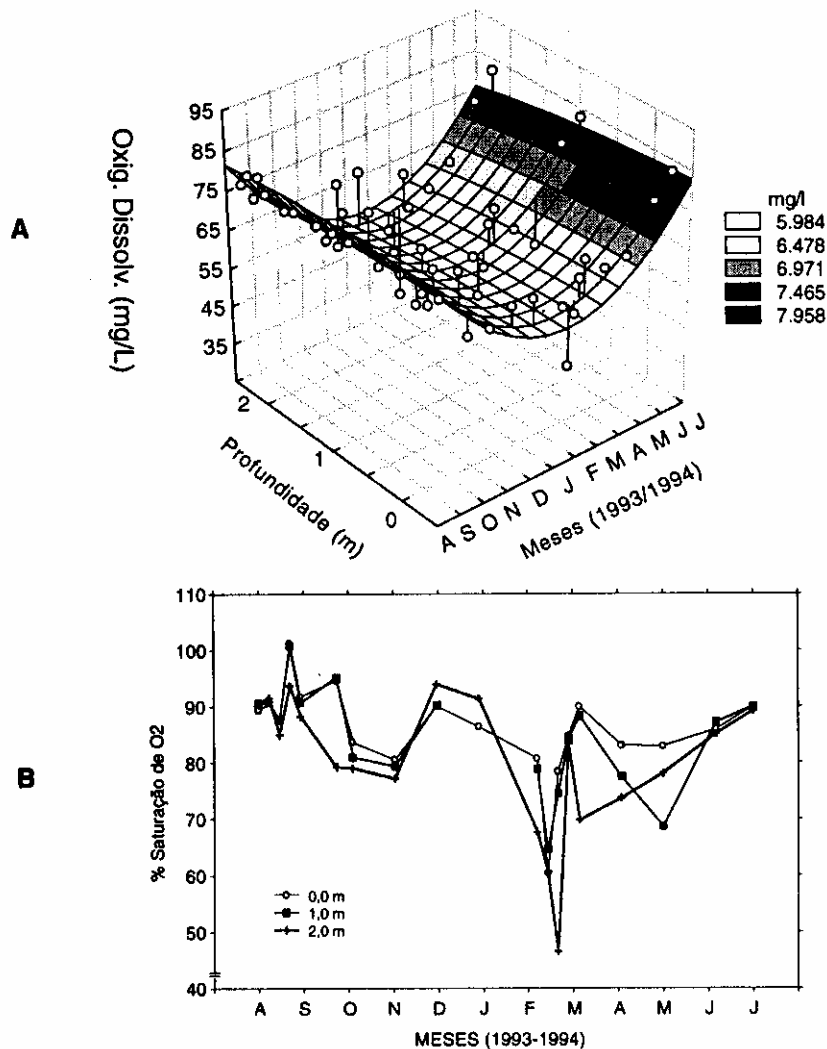 A
Oxig. Dissolv. (mg/L)
95
85
75
65
55
45
35
2
1
0
Profundidade (m)
A S O N D J F M A M J J
Meses (1993/1994)
mg/l
5.984
6.478
6.971
7.465
7.958
B
% Saturação de O2
110
100
90
80
70
60
50
40
0,0 m
1,0 m
2,0 m
A S O N D J F M A M J J
MESES (1993-1994)